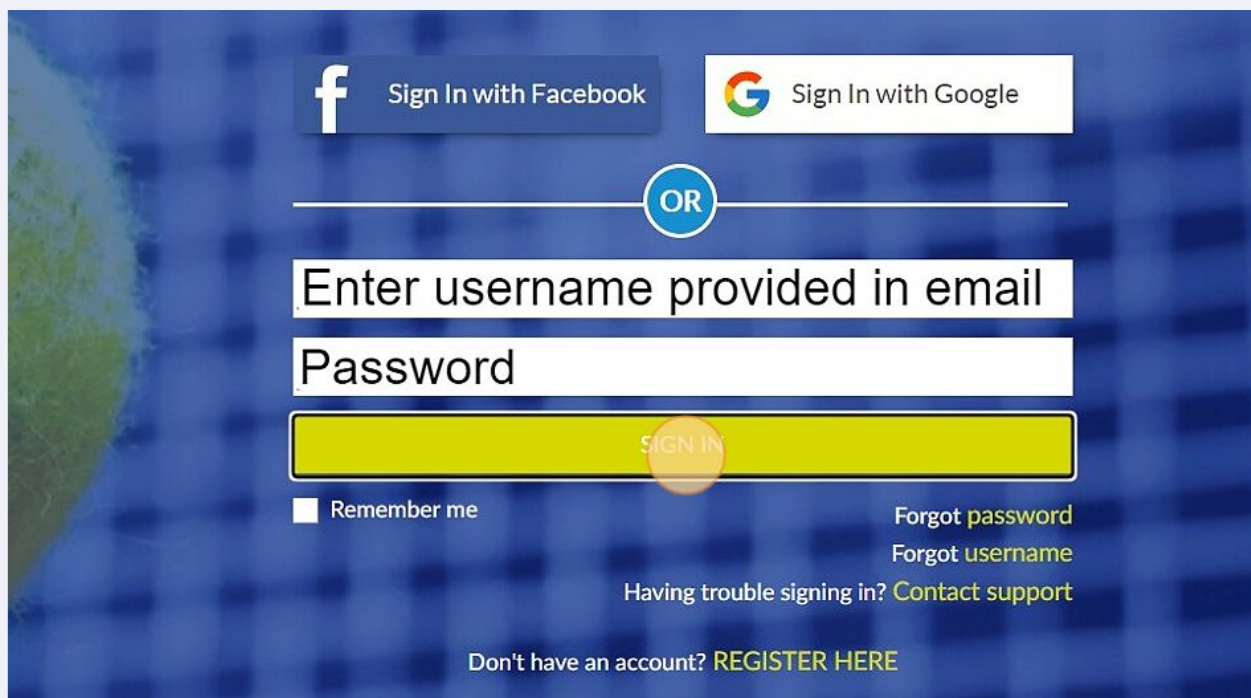 Sign In with Facebook
Sign In with Google
OR
Enter username provided in email
Password
SIGN IN
Remember me
Forgot password
Forgot username
Having trouble signing in? Contact support
Don't have an account? REGISTER HERE